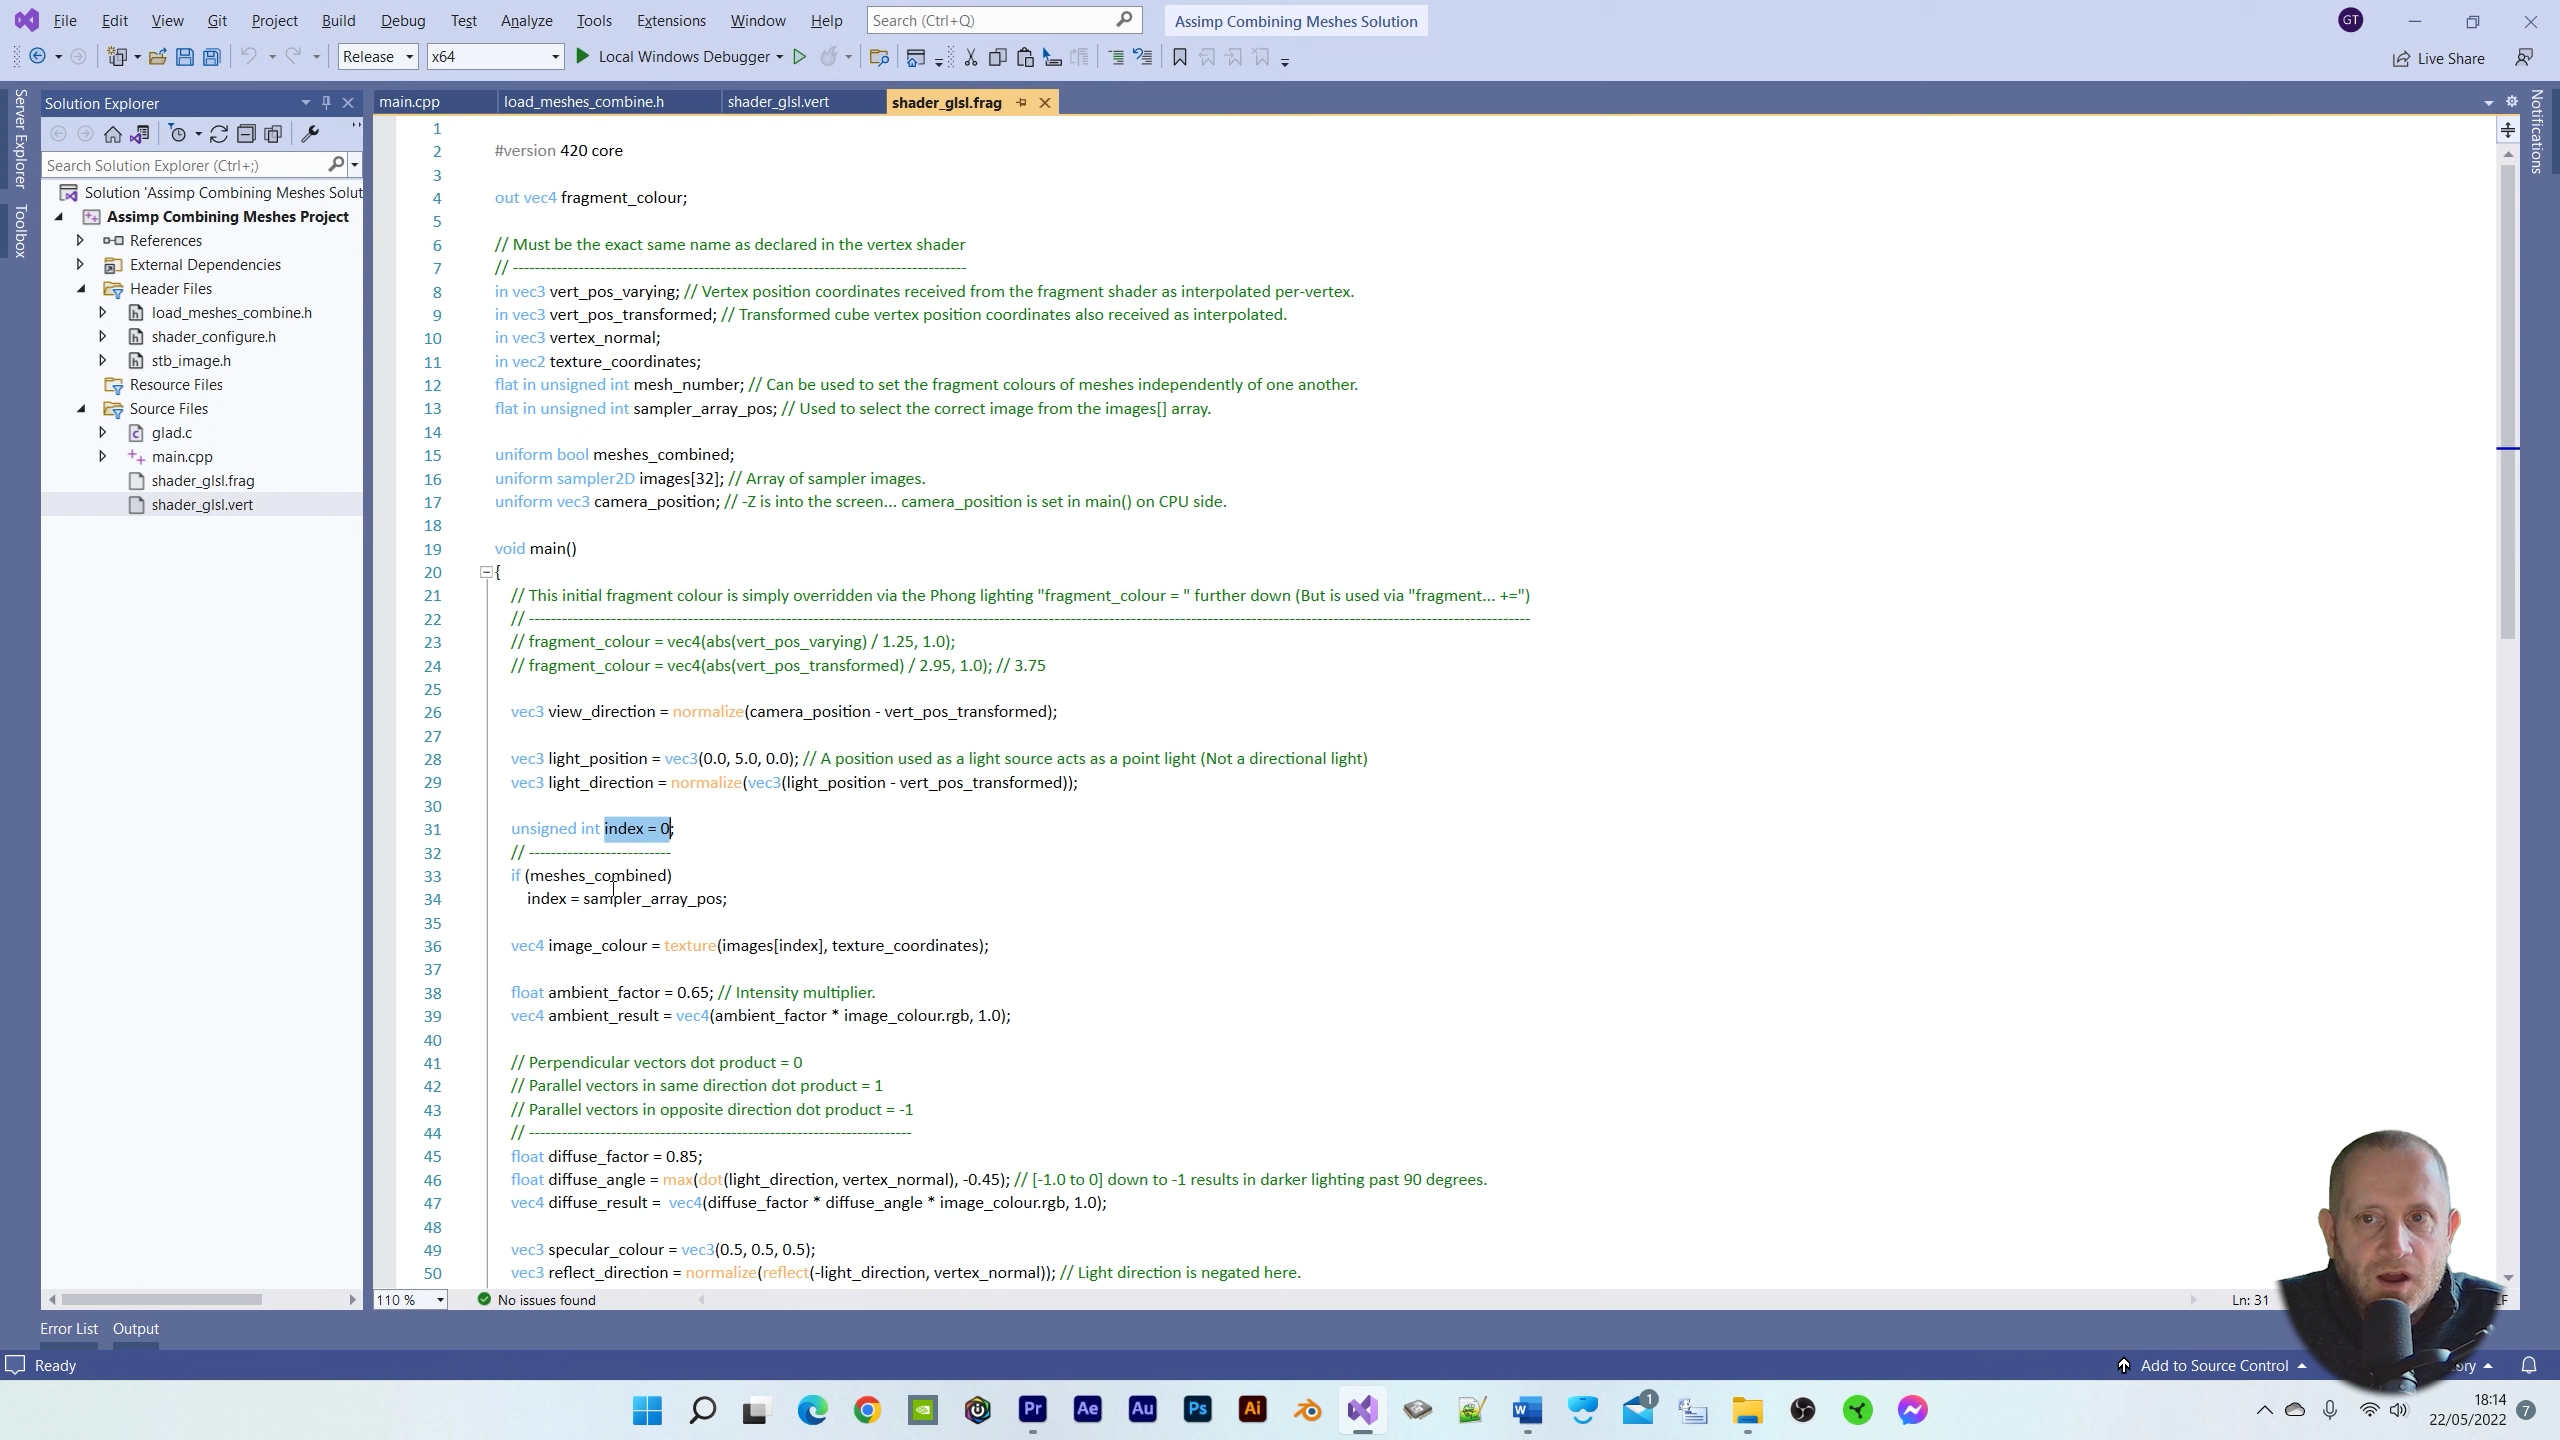 File Edit View Git Project Build Debug Test Analyze Tools Extensions Window Help Search (Ctrl+Q) Assimp Combining Meshes Solution GT
Release x64 Local Windows Debugger Live Share
Server Explorer
Toolbox
Solution Explorer
Search Solution Explorer (Ctrl+;)
Solution 'Assimp Combining Meshes Solut
Assimp Combining Meshes Project
References
External Dependencies
Header Files
load_meshes_combine.h
shader_configure.h
stb_image.h
Resource Files
Source Files
glad.c
main.cpp
shader_glsl.frag
shader_glsl.vert
main.cpp load_meshes_combine.h shader_glsl.vert shader_glsl.frag
Notifications
1
2 #version 420 core
3
4 out vec4 fragment_colour;
5
6 // Must be the exact same name as declared in the vertex shader
7 // ------------------------------------------------------------------------------------
8 in vec3 vert_pos_varying; // Vertex position coordinates received from the fragment shader as interpolated per-vertex.
9 in vec3 vert_pos_transformed; // Transformed cube vertex position coordinates also received as interpolated.
10 in vec3 vertex_normal;
11 in vec2 texture_coordinates;
12 flat in unsigned int mesh_number; // Can be used to set the fragment colours of meshes independently of one another.
13 flat in unsigned int sampler_array_pos; // Used to select the correct image from the images[] array.
14
15 uniform bool meshes_combined;
16 uniform sampler2D images[32]; // Array of sampler images.
17 uniform vec3 camera_position; // -Z is into the screen... camera_position is set in main() on CPU side.
18
19 void main()
20 {
21 // This initial fragment colour is simply overridden via the Phong lighting "fragment_colour = " further down (But is used via "fragment... +=")
22 // ------------------------------------------------------------------------------------------------------------------------------------------------
23 // fragment_colour = vec4(abs(vert_pos_varying) / 1.25, 1.0);
24 // fragment_colour = vec4(abs(vert_pos_transformed) / 2.95, 1.0); // 3.75
25
26 vec3 view_direction = normalize(camera_position - vert_pos_transformed);
27
28 vec3 light_position = vec3(0.0, 5.0, 0.0); // A position used as a light source acts as a point light (Not a directional light)
29 vec3 light_direction = normalize(vec3(light_position - vert_pos_transformed));
30
31 unsigned int index = 0;
32 // --------------------------
33 if (meshes_combined)
34 index = sampler_array_pos;
35
36 vec4 image_colour = texture(images[index], texture_coordinates);
37
38 float ambient_factor = 0.65; // Intensity multiplier.
39 vec4 ambient_result = vec4(ambient_factor * image_colour.rgb, 1.0);
40
41 // Perpendicular vectors dot product = 0
42 // Parallel vectors in same direction dot product = 1
43 // Parallel vectors in opposite direction dot product = -1
44 // ----------------------------------------------------------------------
45 float diffuse_factor = 0.85;
46 float diffuse_angle = max(dot(light_direction, vertex_normal), -0.45); // [-1.0 to 0] down to -1 results in darker lighting past 90 degrees.
47 vec4 diffuse_result = vec4(diffuse_factor * diffuse_angle * image_colour.rgb, 1.0);
48
49 vec3 specular_colour = vec3(0.5, 0.5, 0.5);
50 vec3 reflect_direction = normalize(reflect(-light_direction, vertex_normal)); // Light direction is negated here.
110 % No issues found Ln: 31
Error List Output
Ready Add to Source Control
Pr Ae Au Ps Ai W 1
18:14
22/05/2022 7